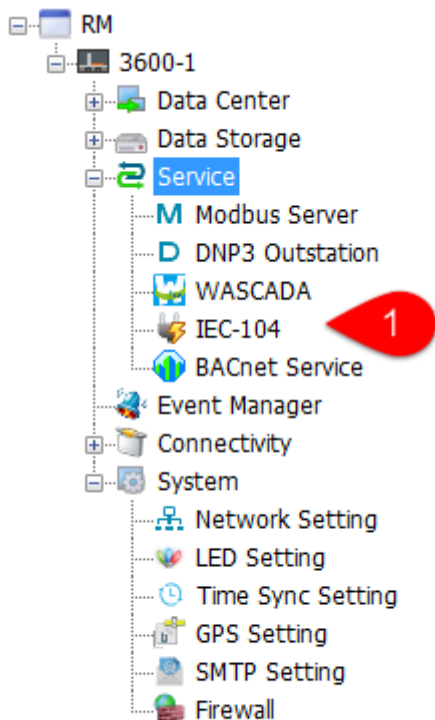 RM
3600-1
Data Center
Data Storage
Service
M Modbus Server
D DNP3 Outstation
WASCADA
IEC-104 1
BACnet Service
Event Manager
Connectivity
System
Network Setting
LED Setting
Time Sync Setting
GPS Setting
SMTP Setting
Firewall